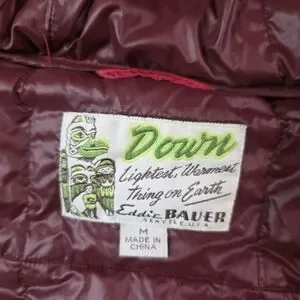 Down
Lightest, Warmest
Thing on Earth
Eddie BAUER
SEATTLE, U.S.A.
M
MADE IN
CHINA